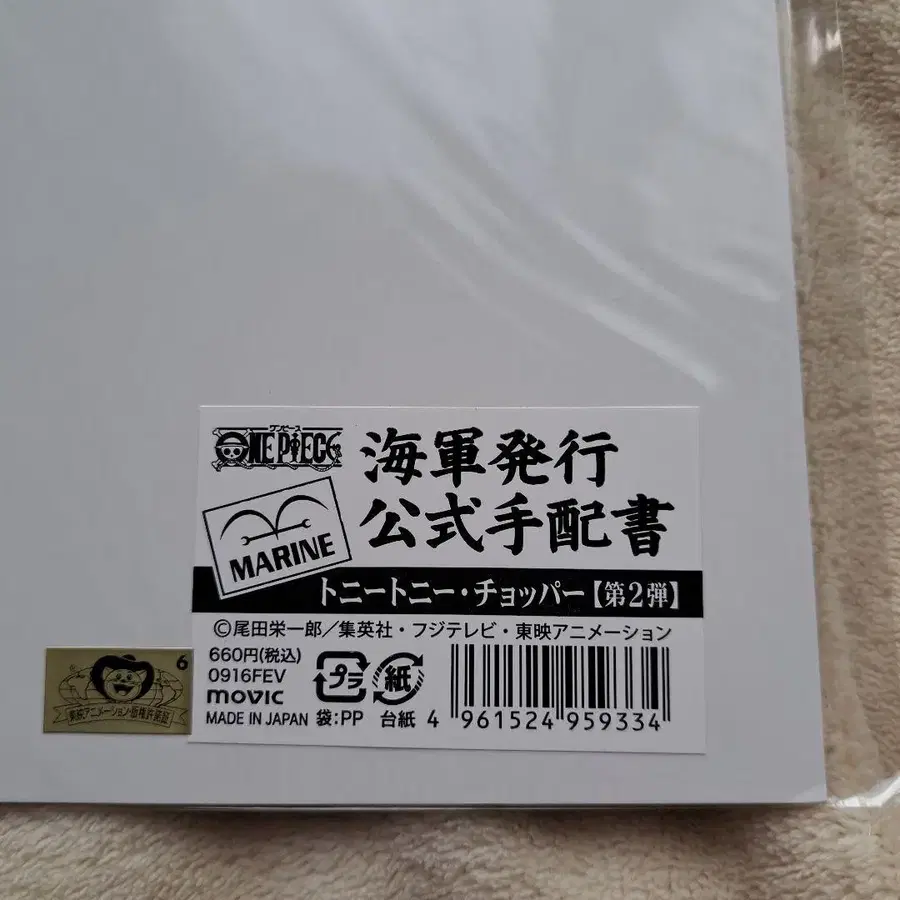 ワンピース
ONE PIECE
海軍発行
公式手配書
MARINE
トニートニー・チョッパー【第2弾】
©尾田栄一郎/集英社・フジテレビ・東映アニメーション
660円(税込)
0916FEV
movic
MADE IN JAPAN
プラ
袋:PP
紙
台紙
4 961524 959334
6
東映アニメーション・版権許諾証